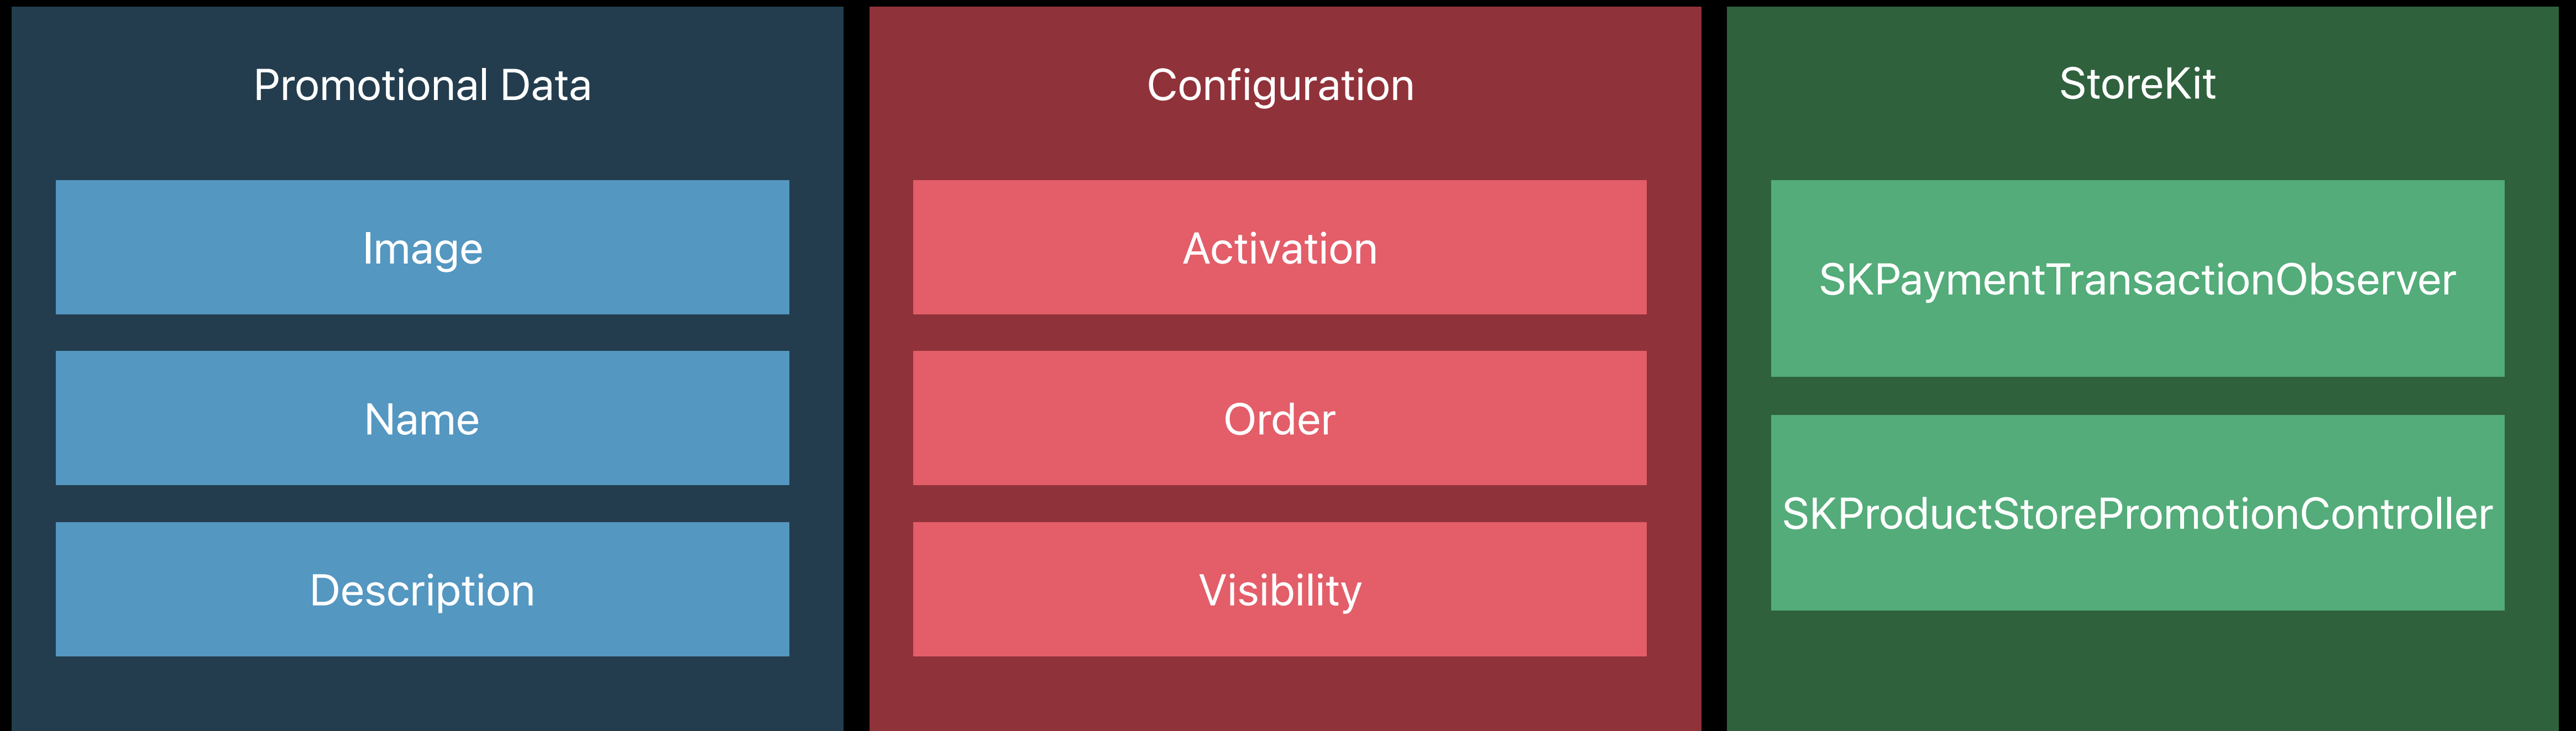 Promotional Data
Image
Name
Description
Configuration
Activation
Order
Visibility
StoreKit
SKPaymentTransactionObserver
SKProductStorePromotionController